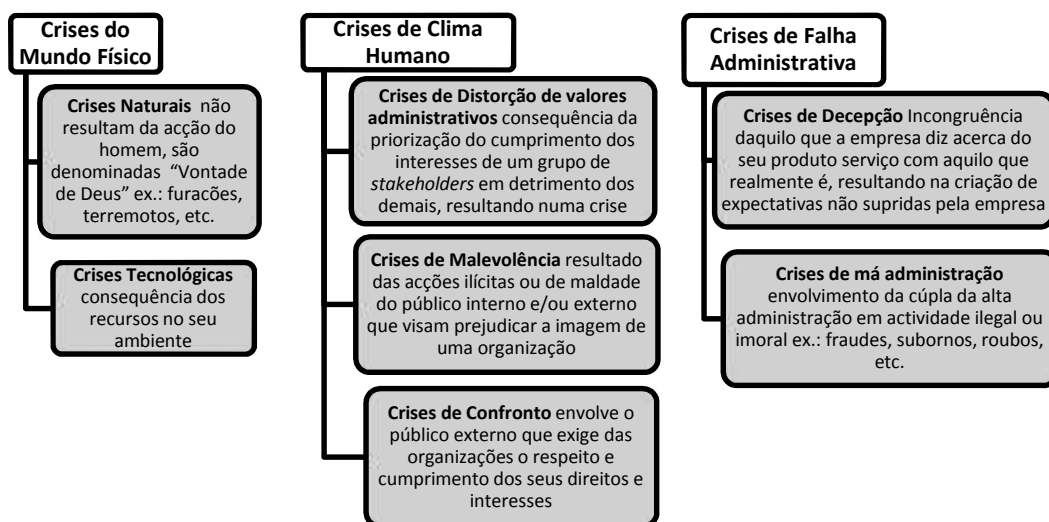 Crises do
Mundo Físico
Crises Naturais não
resultam da acção do
homem, são
denominadas “Vontade
de Deus” ex.: furacões,
terremotos, etc.
Crises Tecnológicas
consequência dos
recursos no seu
ambiente
Crises de Clima
Humano
Crises de Distorção de valores
administrativos consequência da
priorização do cumprimento dos
interesses de um grupo de
stakeholders em detrimento dos
demais, resultando numa crise
Crises de Malevolência resultado
das acções ilícitas ou de maldade
do público interno e/ou externo
que visam prejudicar a imagem de
uma organização
Crises de Confronto envolve o
público externo que exige das
organizações o respeito e
cumprimento dos seus direitos e
interesses
Crises de Falha
Administrativa
Crises de Decepção Incongruência
daquilo que a empresa diz acerca do
seu produto serviço com aquilo que
realmente é, resultando na criação de
expectativas não supridas pela empresa
Crises de má administração
envolvimento da cúpla da alta
administração em actividade ilegal ou
imoral ex.: fraudes, subornos, roubos,
etc.